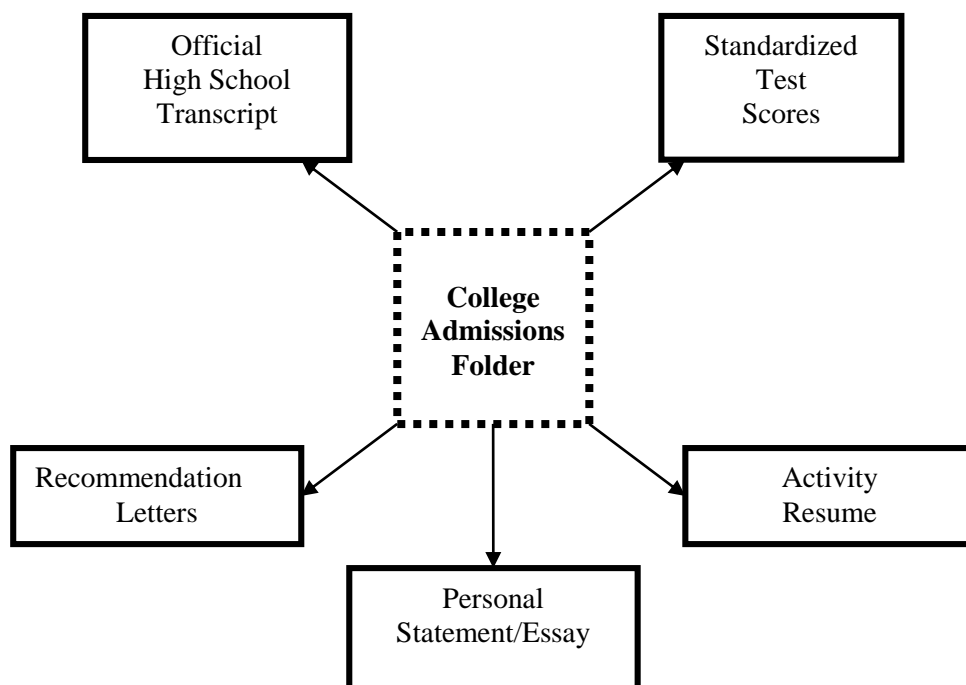 Official
High School
Transcript
Standardized
Test
Scores
College
Admissions
Folder
Recommendation
Letters
Activity
Resume
Personal
Statement/Essay